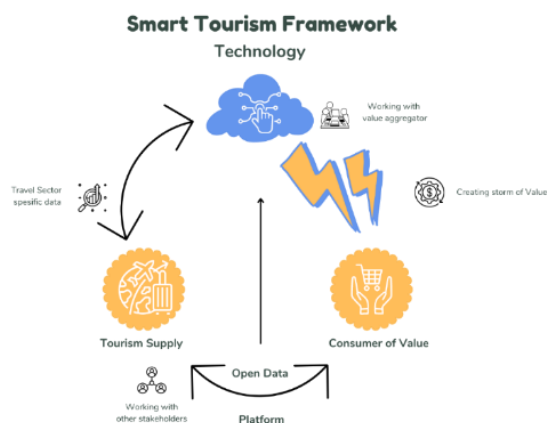 Smart Tourism Framework
Technology
Working with
value aggregator
Travel Sector
spesific data
Creating storm of Value
$
Tourism Supply
Consumer of Value
Open Data
Working with
other stakeholders
Platform